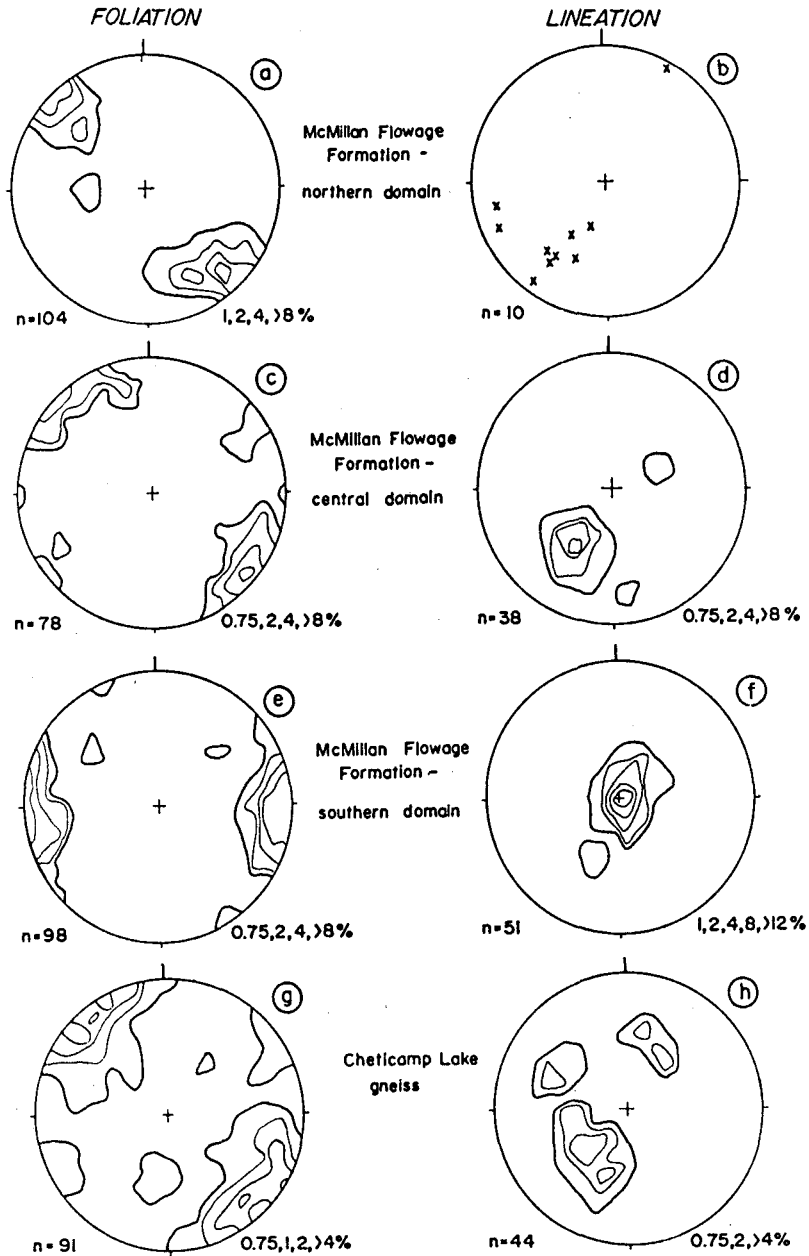 FOLIATION
LINEATION
a
b
McMillan Flowage
Formation -
northern domain
n=104
1,2,4,>8%
n=10
c
d
McMillan Flowage
Formation -
central domain
n=78
0.75,2,4,>8%
n=38
0.75,2,4,>8%
e
f
McMillan Flowage
Formation -
southern domain
n=98
0.75,2,4,>8%
n=51
1,2,4,8,>12%
g
h
Cheticamp Lake
gneiss
n=91
0.75,1,2,>4%
n=44
0.75,2,>4%